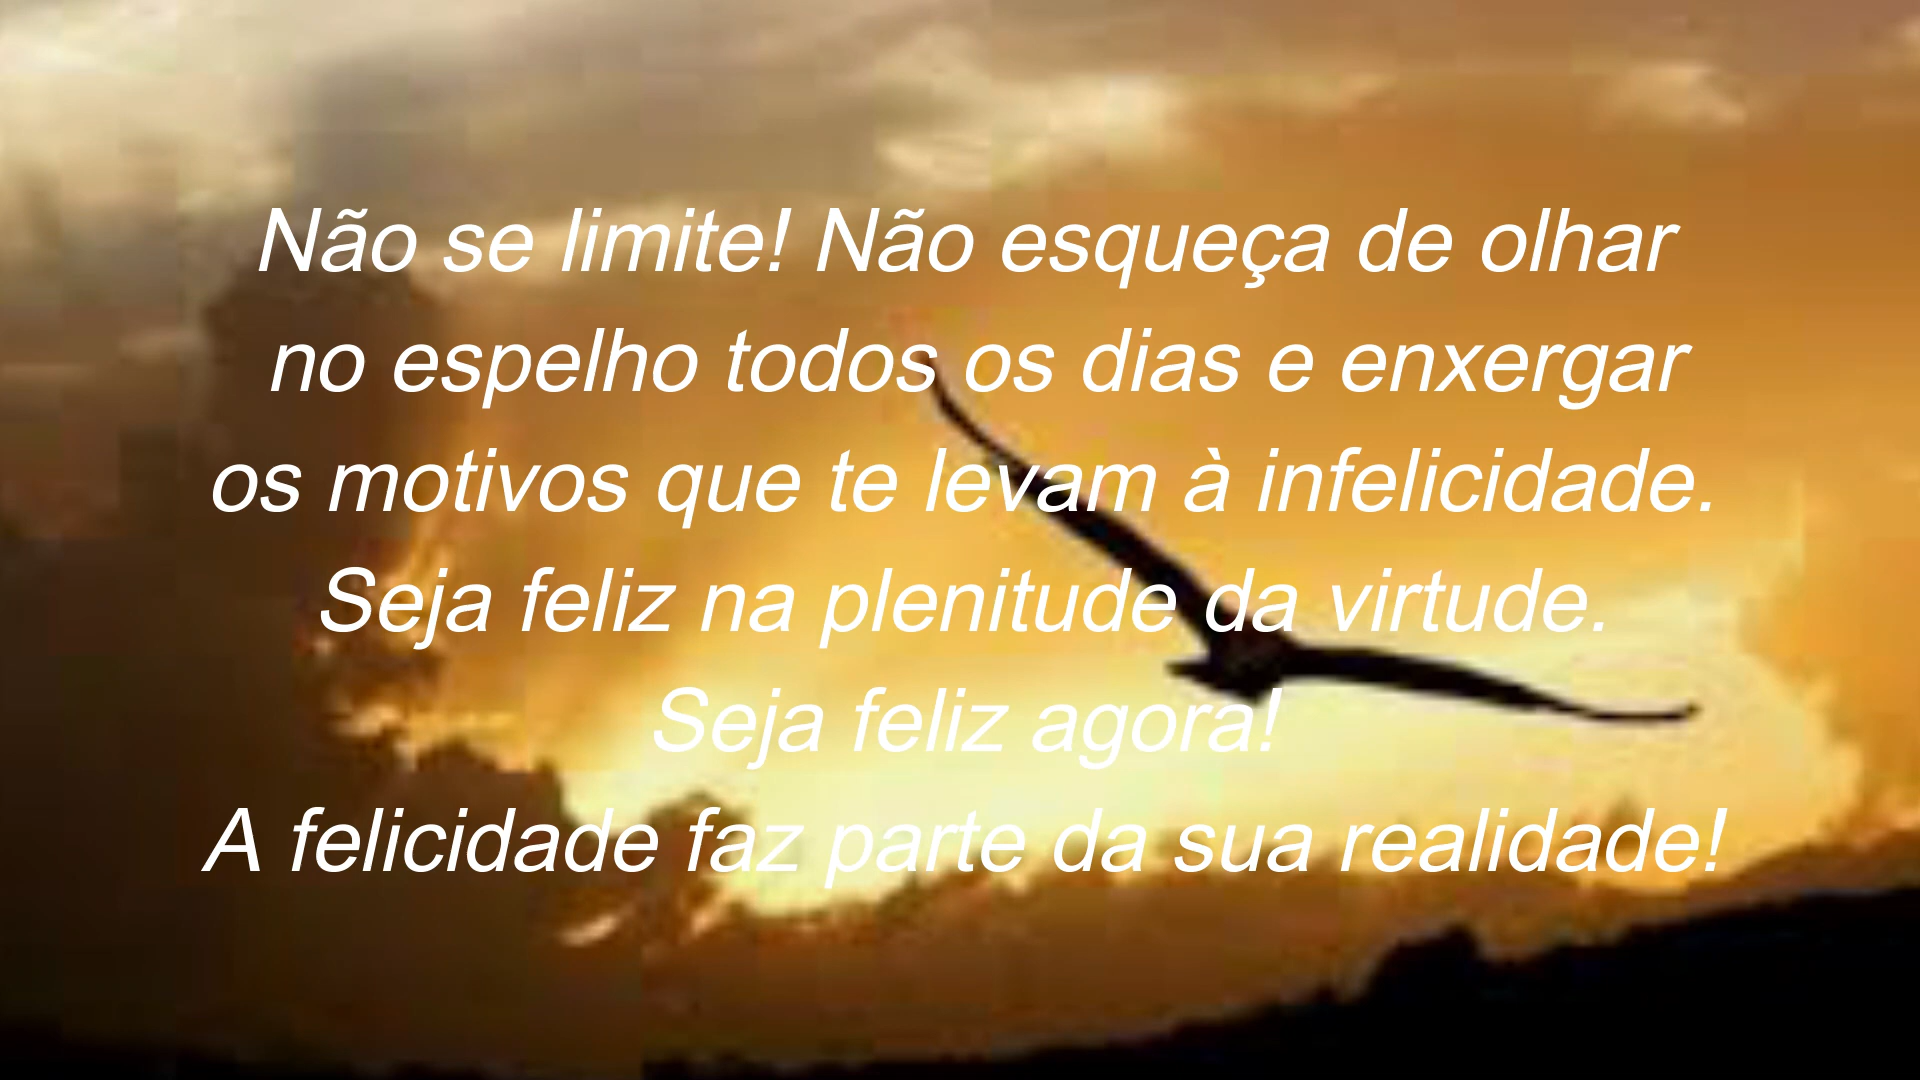 Não se limite! Não esqueça de olhar
no espelho todos os dias e enxergar
os motivos que te levam à infelicidade.
Seja feliz na plenitude da virtude.
Seja feliz agora!
A felicidade faz parte da sua realidade!